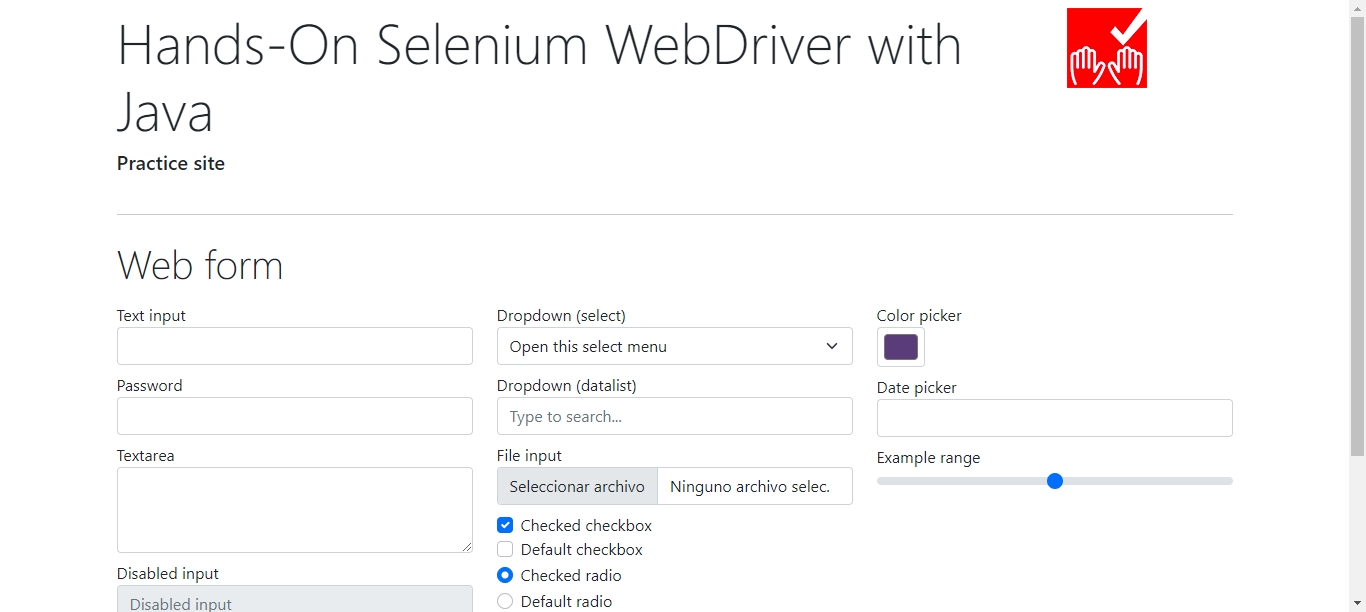 Hands-On Selenium WebDriver with
Java
Practice site
Web form
Text input
Password
Textarea
Disabled input
Disabled input
Dropdown (select)
Open this select menu
Dropdown (datalist)
Type to search...
File input
Seleccionar archivo Ninguno archivo selec.
Checked checkbox
Default checkbox
Checked radio
Default radio
Color picker
Date picker
Example range